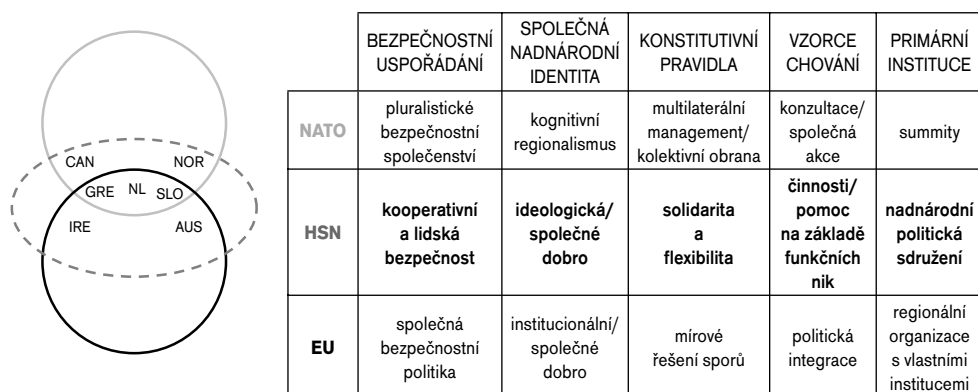 CAN NOR
GRE NL SLO
IRE AUS
BEZPEČNOSTNÍ
USPOŘÁDÁNÍ
SPOLEČNÁ
NADNÁRODNÍ
IDENTITA
KONSTITUTIVNÍ
PRAVIDLA
VZORCE
CHOVÁNÍ
PRIMÁRNÍ
INSTITUCE
NATO
pluralistické
bezpečnostní
společenství
kognitivní
regionalismus
multilaterální
management/
kolektivní obrana
konzultace/
společná
akce
summity
HSN
kooperativní
a lidská
bezpečnost
ideologická/
společné
dobro
solidarita
a
flexibilita
činnosti/
pomoc
na základě
funkčních
nik
nadnárodní
politická
sdružení
EU
společná
bezpečnostní
politika
institucionální/
společné
dobro
mírové
řešení sporů
politická
integrace
regionální
organizace
s vlastními
institucemi